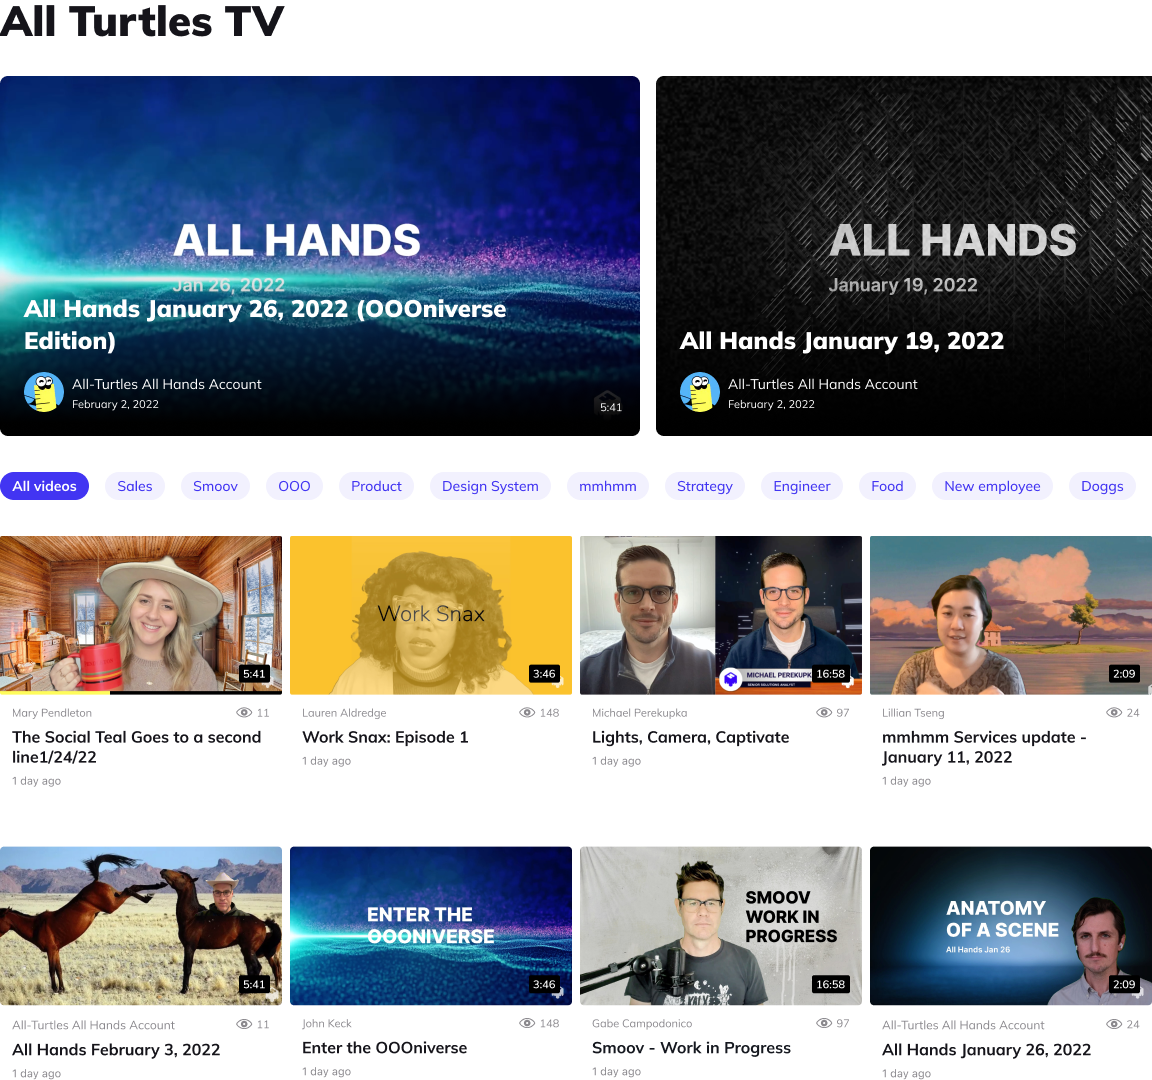 All Turtles TV
ALL HANDS
Jan 26, 2022
All Hands January 26, 2022 (OOOniverse
Edition)
All-Turtles All Hands Account
February 2, 2022
5:41
ALL HANDS
January 19, 2022
All Hands January 19, 2022
All-Turtles All Hands Account
February 2, 2022
All videos
Sales
Smoov
OOO
Product
Design System
mmhmm
Strategy
Engineer
Food
New employee
Doggs
5:41
Mary Pendleton
11
The Social Teal Goes to a second
line1/24/22
1 day ago
Work Snax
3:46
Lauren Aldredge
148
Work Snax: Episode 1
1 day ago
MICHAEL PEREKUPK
SENIOR SOLUTIONS ANALYST
16:58
Michael Perekupka
97
Lights, Camera, Captivate
1 day ago
2:09
Lillian Tseng
24
mmhmm Services update -
January 11, 2022
1 day ago
5:41
All-Turtles All Hands Account
11
All Hands February 3, 2022
1 day ago
ENTER THE
OOONIVERSE
3:46
John Keck
148
Enter the OOOniverse
1 day ago
SMOOV
WORK IN
PROGRESS
16:58
Gabe Campodonico
97
Smoov - Work in Progress
1 day ago
ANATOMY
OF A SCENE
All Hands Jan 26
2:09
All-Turtles All Hands Account
24
All Hands January 26, 2022
1 day ago